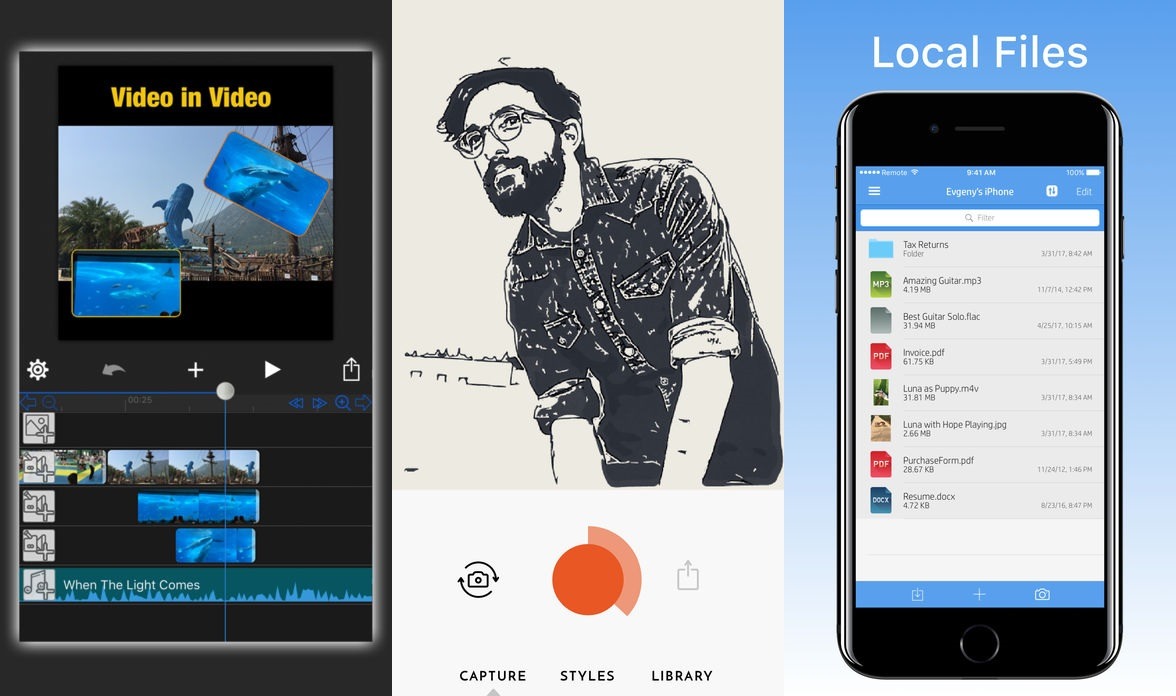 Video in Video
00:25
When The Light Comes
CAPTURE
STYLES
LIBRARY
Local Files
Remote
9:41 AM
100%
Evgeny's iPhone
Edit
Filter
Tax Returns
Folder
3/31/17, 8:42 AM
MP3
Amazing Guitar.mp3
4.19 MB
11/7/14, 12:42 PM
Best Guitar Solo.flac
31.94 MB
4/25/17, 10:15 AM
PDF
Invoice.pdf
61.75 KB
3/31/17, 5:49 PM
Luna as Puppy.m4v
31.81 MB
3/31/17, 8:34 AM
Luna with Hope Playing.jpg
2.66 MB
3/31/17, 8:34 AM
PDF
PurchaseForm.pdf
28.67 KB
11/24/12, 1:46 PM
DOCX
Resume.docx
4.72 KB
8/23/16, 8:47 PM